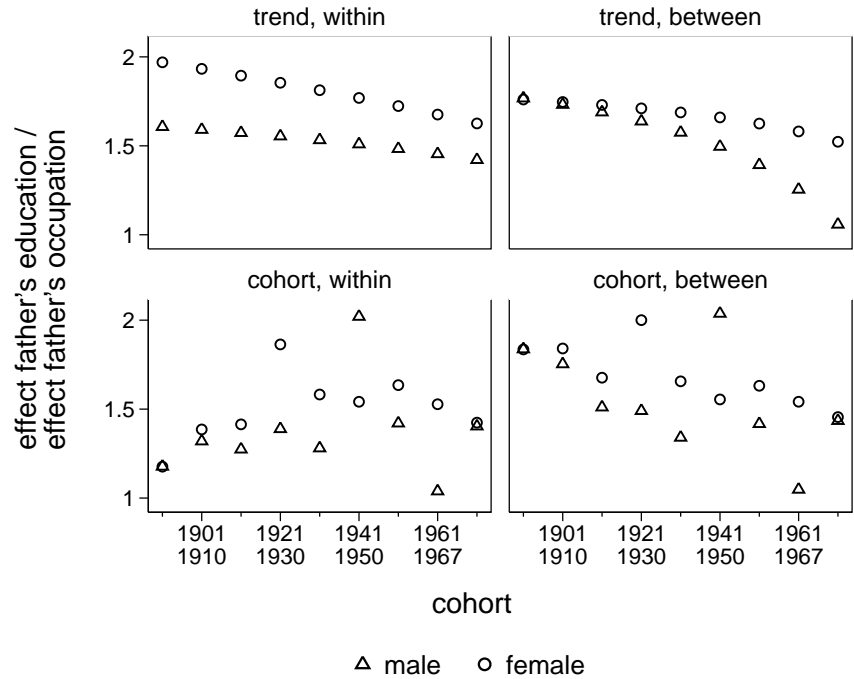 trend, within
trend, between
2
1.5
1
cohort, within
cohort, between
2
1.5
1
effect father's education /
effect father's occupation
1901
1910
1921
1930
1941
1950
1961
1967
1901
1910
1921
1930
1941
1950
1961
1967
cohort
male
female